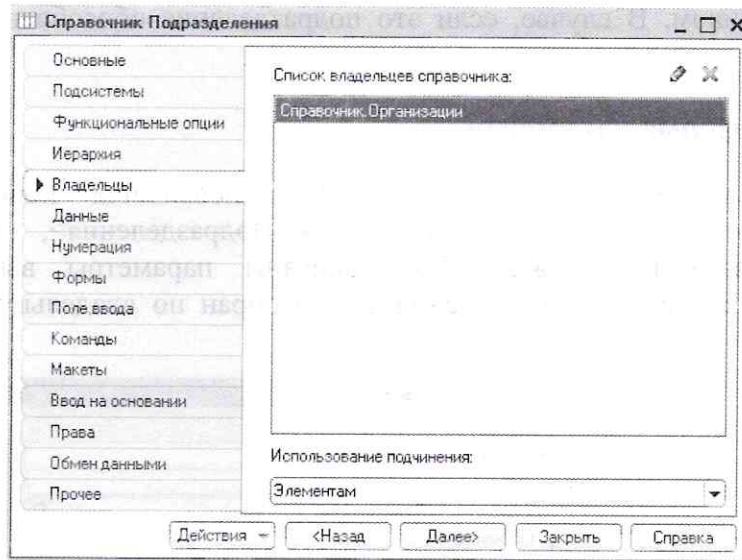 Справочник Подразделения
Основные
Подсистемы
Функциональные опции
Иерархия
Владельцы
Данные
Нумерация
Формы
Поле ввода
Команды
Макеты
Ввод на основании
Права
Обмен данными
Прочее
Список владельцев справочника:
Справочник.Организации
Использование подчинения:
Элементам
Действия
<Назад
Далее>
Закрыть
Справка